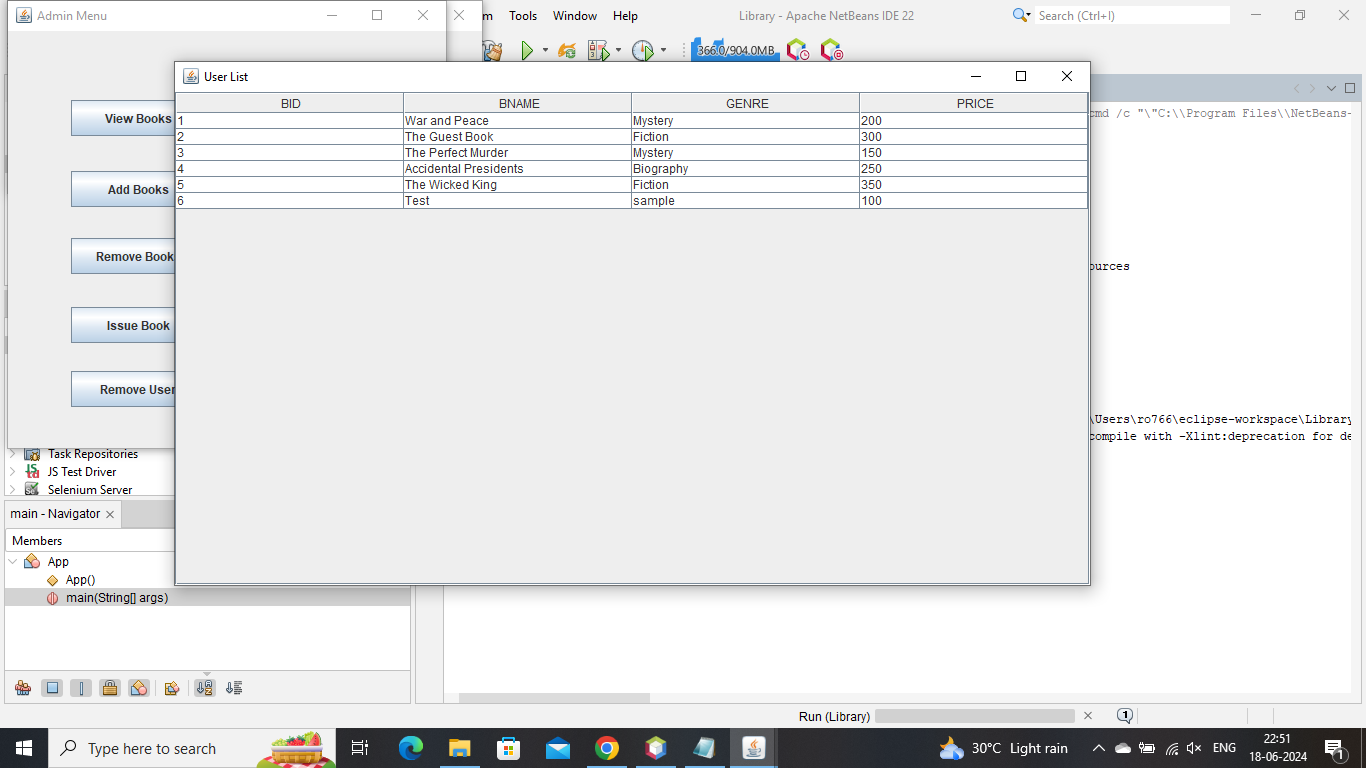 Admin Menu
m Tools Window Help
Library - Apache NetBeans IDE 22
Search (Ctrl+I)
366.0/904.0MB
User List
BID BNAME GENRE PRICE
1 War and Peace Mystery 200
2 The Guest Book Fiction 300
3 The Perfect Murder Mystery 150
4 Accidental Presidents Biography 250
5 The Wicked King Fiction 350
6 Test sample 100
View Books
Add Books
Remove Book
Issue Book
Remove User
cmd /c "\"C:\\Program Files\\NetBeans-
ources
\Users\ro766\eclipse-workspace\Library
compile with -Xlint:deprecation for de
Task Repositories
JS Test Driver
Selenium Server
main - Navigator
Members
App
App()
main(String[] args)
Run (Library)
1
Type here to search
30°C Light rain
ENG
22:51
18-06-2024
1